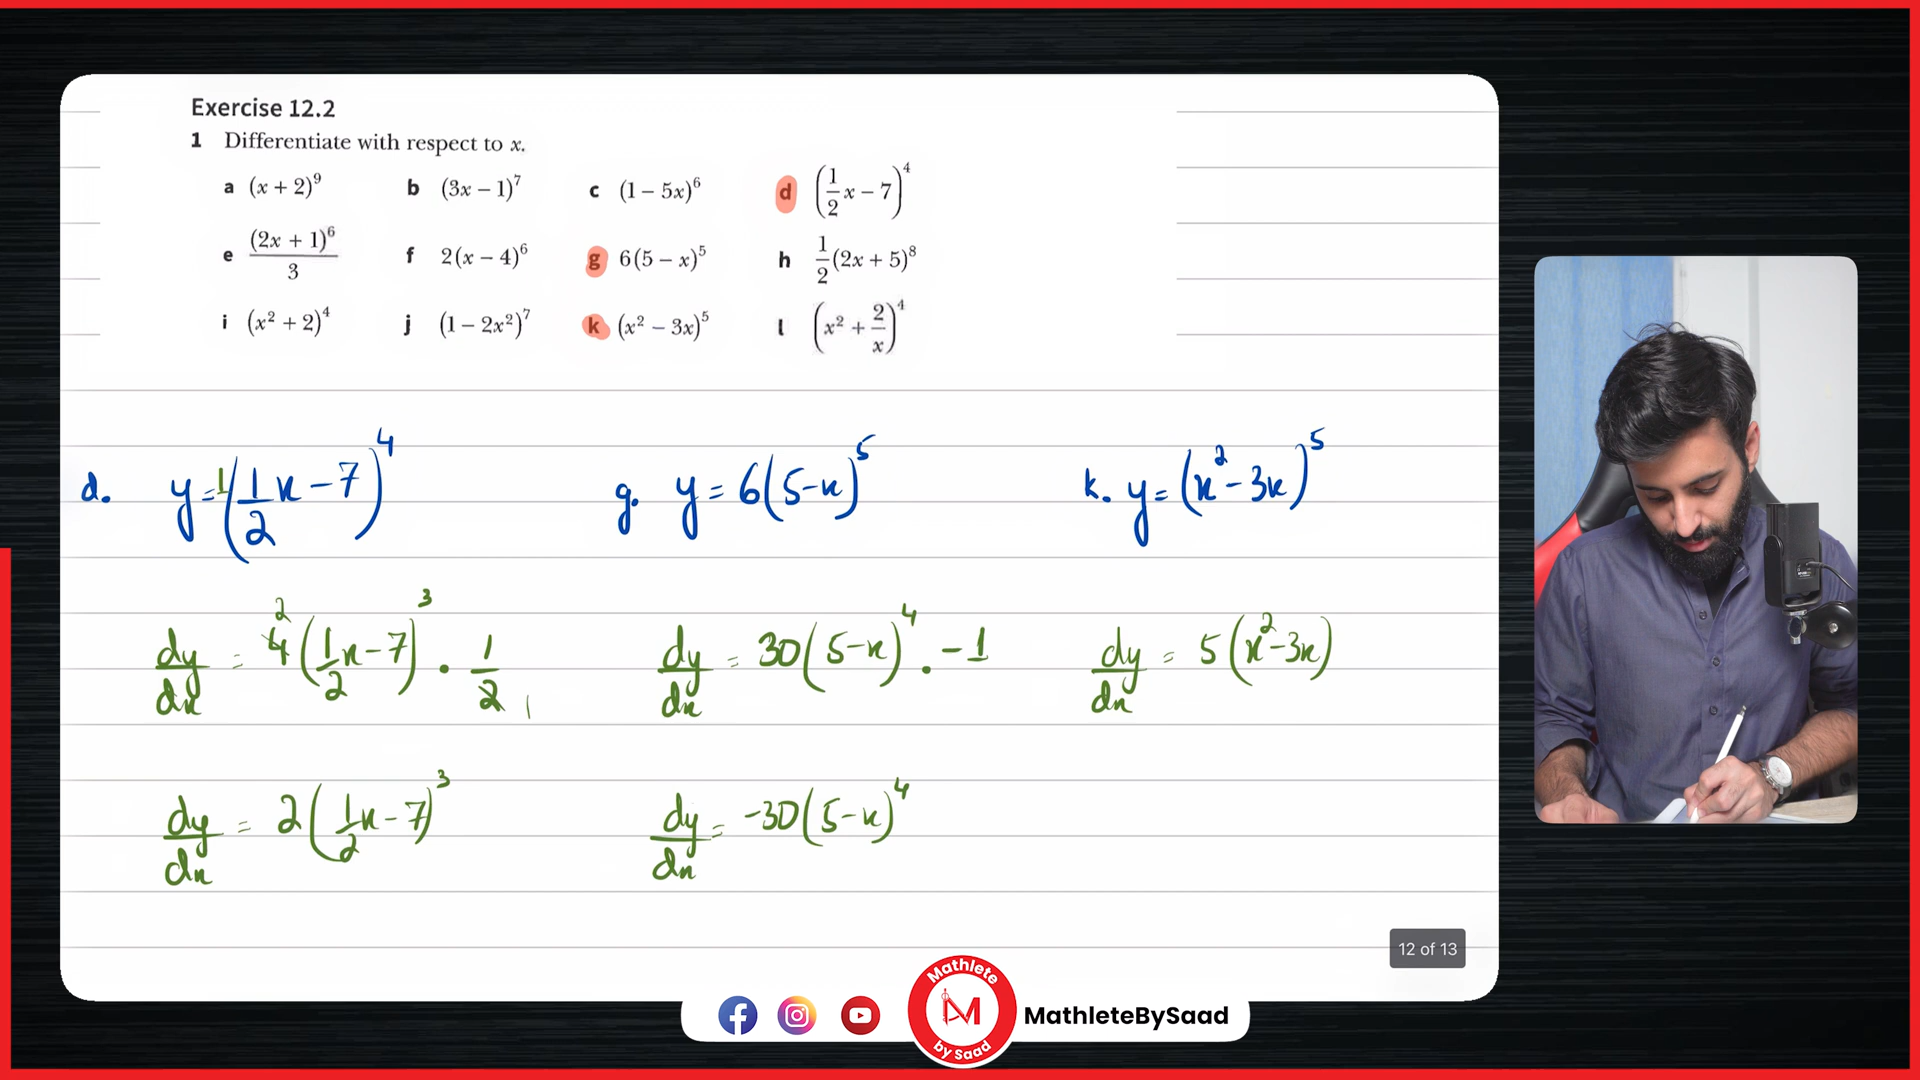 Exercise 12.2
1 Differentiate with respect to x.
a (x + 2)⁹ b (3x − 1)⁷ c (1 − 5x)⁶ d (1/2 x − 7)⁴
e (2x + 1)⁶/3 f 2(x − 4)⁶ g 6(5 − x)⁵ h 1/2 (2x + 5)⁸
i (x² + 2)⁴ j (1 − 2x²)⁷ k (x² − 3x)⁵ l (x² + 2/x)⁴
d. y = 1(1/2 x − 7)⁴ g. y = 6(5 − x)⁵ k. y = (x² − 3x)⁵
dy/dx = 4 2 (1/2 x − 7)³ · 1/2 1 dy/dx = 30(5 − x)⁴ · −1 dy/dx = 5(x² − 3x)
dy/dx = 2(1/2 x − 7)³ dy/dx = −30(5 − x)⁴
12 of 13
Mathlete
M
by Saad
MathleteBySaad